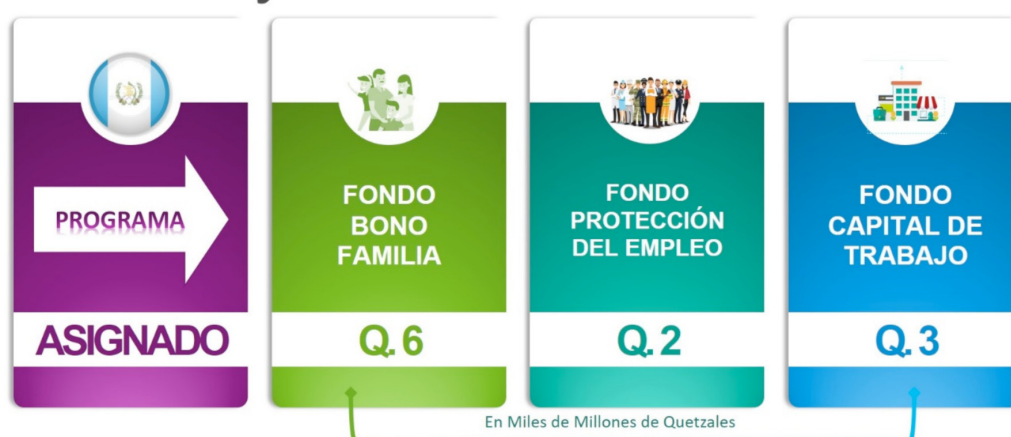 PROGRAMA
ASIGNADO
FONDO
BONO
FAMILIA
Q. 6
FONDO
PROTECCIÓN
DEL EMPLEO
Q. 2
FONDO
CAPITAL DE
TRABAJO
Q. 3
En Miles de Millones de Quetzales